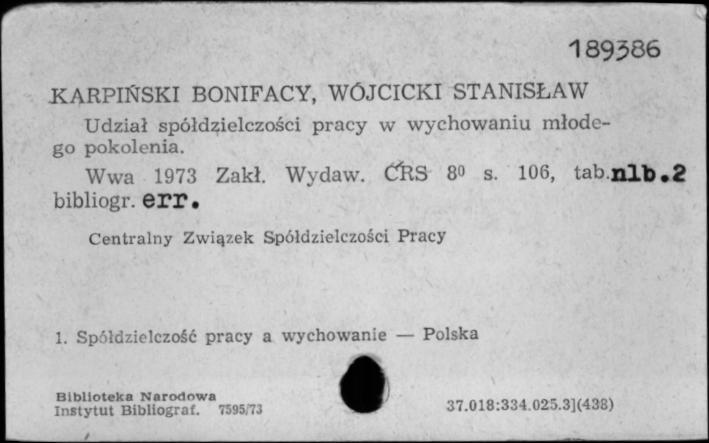 189386
KARPIŃSKI BONIFACY, WÓJCICKI STANISŁAW
Udział spółdzielczości pracy w wychowaniu młode-
go pokolenia.
Wwa 1973 Zakł. Wydaw. CRS 8⁰ s. 106, tab.nlb.2
bibliogr. err.
Centralny Związek Spółdzielczości Pracy
1. Spółdzielczość pracy a wychowanie — Polska
Biblioteka Narodowa
Instytut Bibliograf. 7595/73
37.018:334.025.3](438)